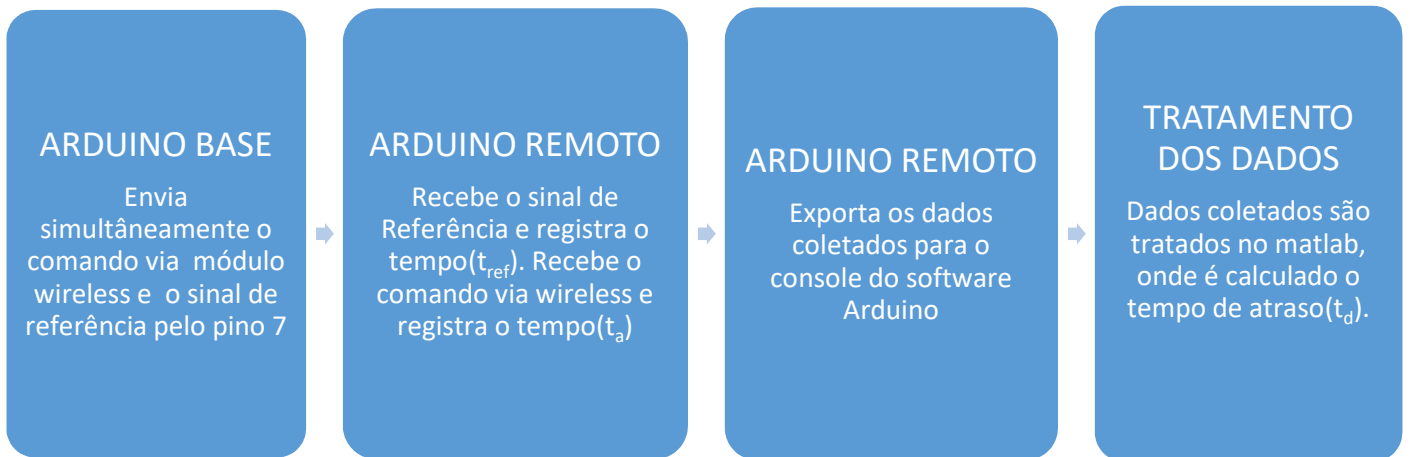 ARDUINO BASE
Envia
simultâneamente o
comando via módulo
wireless e o sinal de
referência pelo pino 7
ARDUINO REMOTO
Recebe o sinal de
Referência e registra o
tempo(tref). Recebe o
comando via wireless e
registra o tempo(ta)
ARDUINO REMOTO
Exporta os dados
coletados para o
console do software
Arduino
TRATAMENTO
DOS DADOS
Dados coletados são
tratados no matlab,
onde é calculado o
tempo de atraso(td).